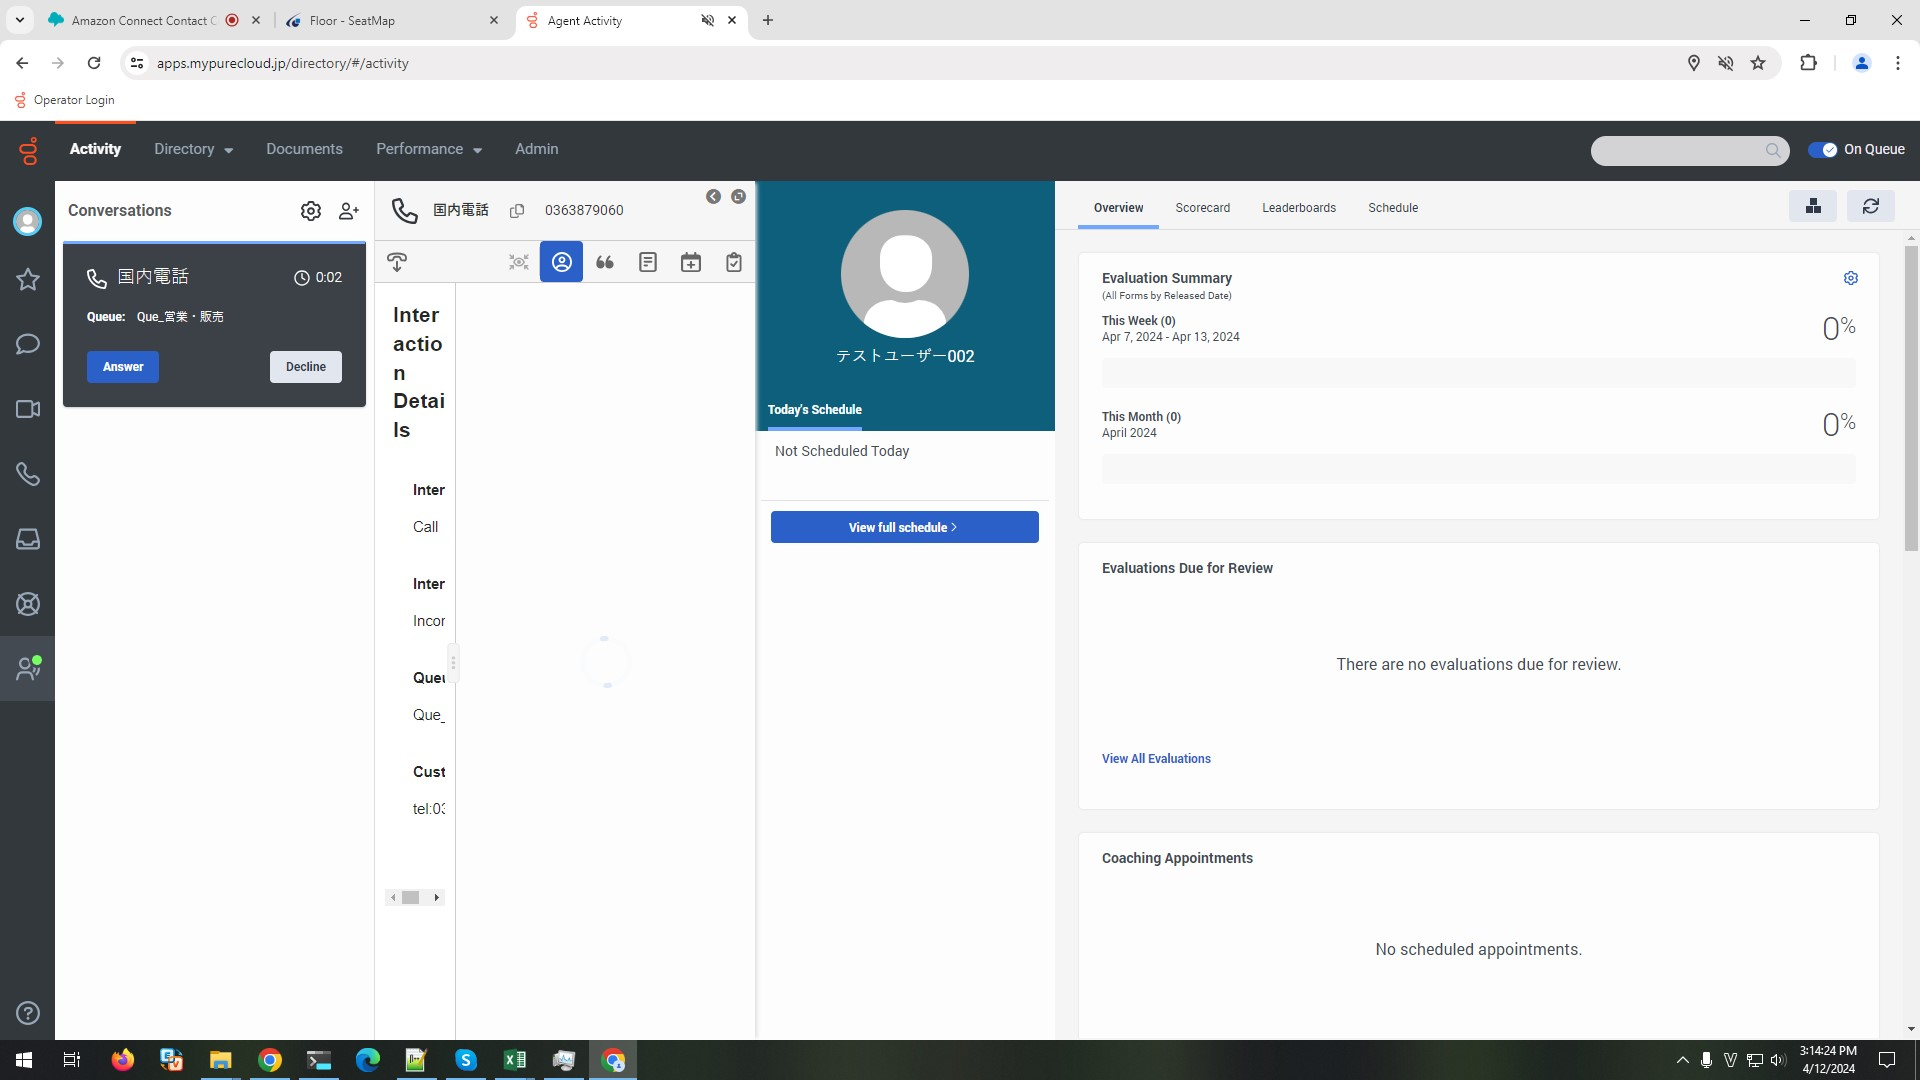 Amazon Connect Contact C
Floor - SeatMap
Agent Activity
apps.mypurecloud.jp/directory/#/activity
Operator Login
Activity
Directory
Documents
Performance
Admin
On Queue
Conversations
国内電話
0:02
Queue: Que_営業・販売
Answer
Decline
国内電話
0363879060
Inter
actio
n
Detai
ls
Inter
Call
Inter
Incor
Queu
Que_
Cust
tel:03
テストユーザー002
Today's Schedule
Not Scheduled Today
View full schedule
Overview
Scorecard
Leaderboards
Schedule
Evaluation Summary
(All Forms by Released Date)
This Week (0)
Apr 7, 2024 - Apr 13, 2024
0%
This Month (0)
April 2024
0%
Evaluations Due for Review
There are no evaluations due for review.
View All Evaluations
Coaching Appointments
No scheduled appointments.
3:14:24 PM
4/12/2024